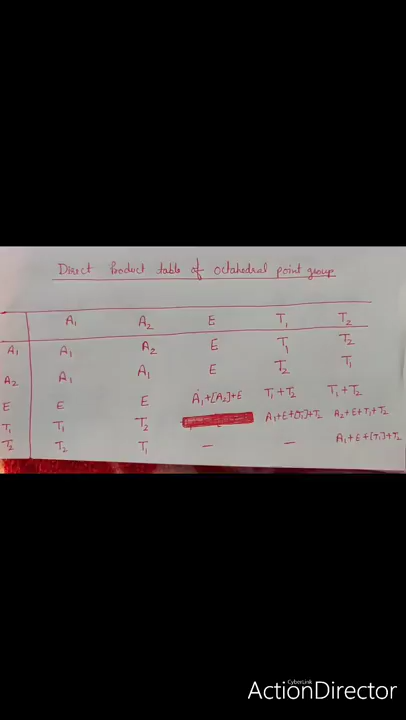 Direct Product table of octahedral point group
A₁ A₂ E T₁ T₂
A₁ A₁ A₂ E T₁ T₂
A₂ A₁ A₁ E T₂ T₁
E E E A₁+[A₂]+E T₁+T₂ T₁+T₂
T₁ T₁ T₂ A₁+E+[T₁]+T₂ A₂+E+T₁+T₂
T₂ T₂ T₁ — — A₁+E+[T₁]+T₂
CyberLink
ActionDirector